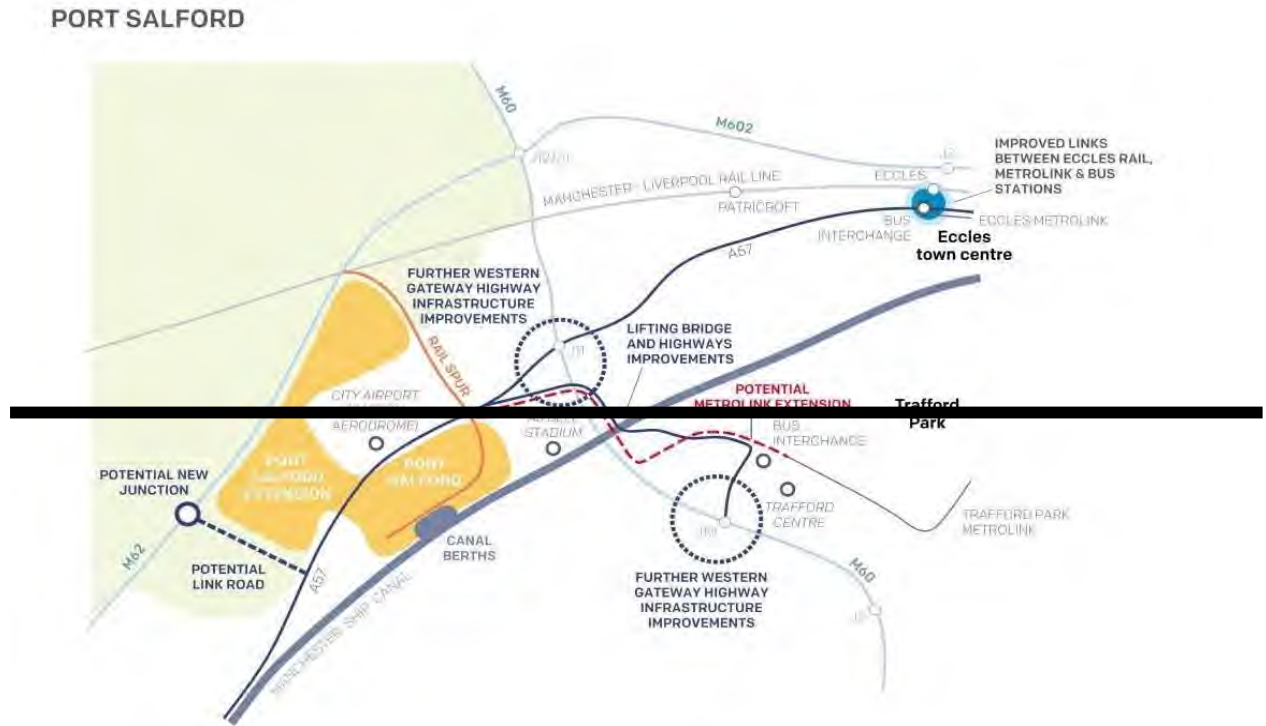 PORT SALFORD
M60
M602
IMPROVED LINKS
BETWEEN ECCLES RAIL,
METROLINK & BUS
STATIONS
ECCLES
MANCHESTER - LIVERPOOL RAIL LINE
PATRICROFT
BUS
INTERCHANGE
ECCLES METROLINK
Eccles
town centre
A57
FURTHER WESTERN
GATEWAY HIGHWAY
INFRASTRUCTURE
IMPROVEMENTS
J11
LIFTING BRIDGE
AND HIGHWAYS
IMPROVEMENTS
RAIL SPUR
CITY AIRPORT
AERODROME)
POTENTIAL
METROLINK EXTENSION
Trafford
Park
STADIUM
BUS
INTERCHANGE
PORT
SALFORD
EXTENSION
PORT
SALFORD
POTENTIAL NEW
JUNCTION
TRAFFORD
CENTRE
TRAFFORD PARK
METROLINK
CANAL
BERTHS
M62
POTENTIAL
LINK ROAD
A57
MANCHESTER SHIP CANAL
FURTHER WESTERN
GATEWAY HIGHWAY
INFRASTRUCTURE
IMPROVEMENTS
M60